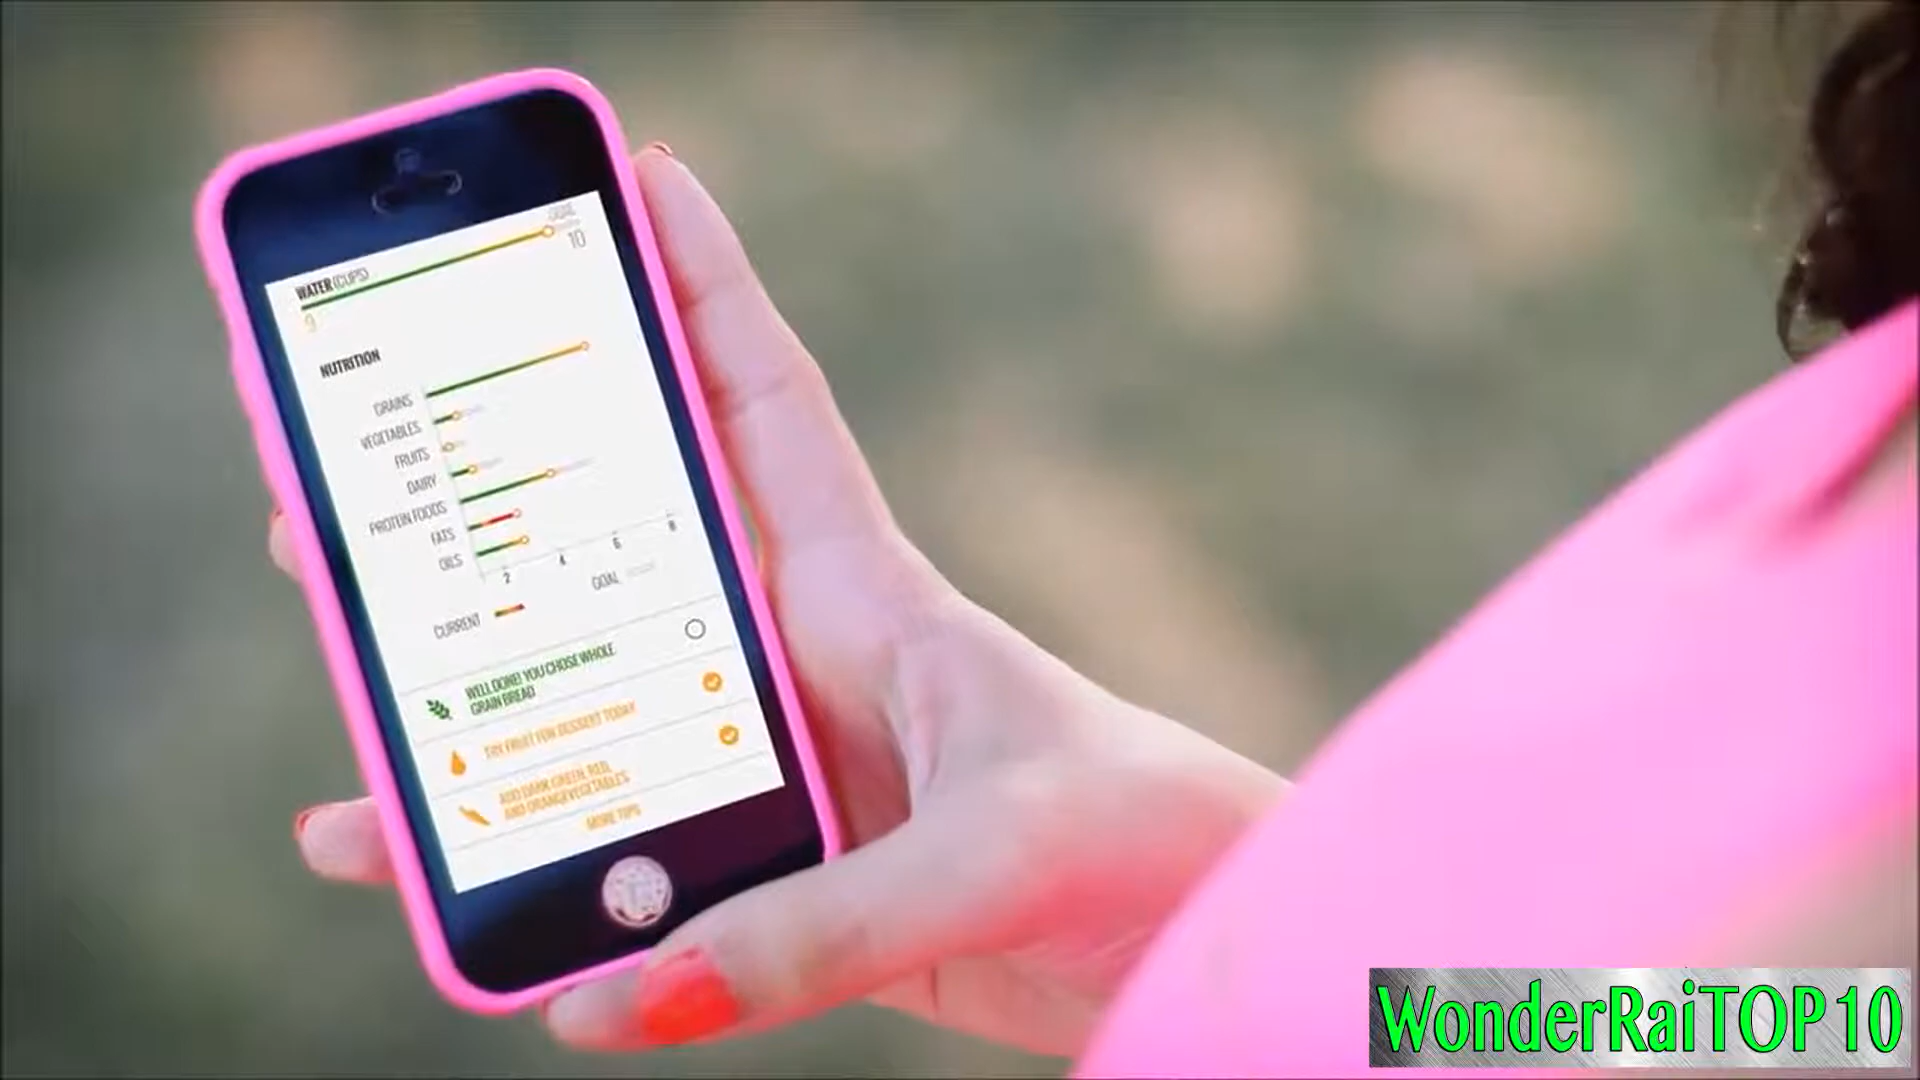 GOAL
10
WATER (CUPS)
9
NUTRITION
GRAINS
VEGETABLES
FRUITS
DAIRY
PROTEIN FOODS
FATS
OILS
2 4 6 8
GOAL
CURRENT
WELL DONE! YOU CHOSE WHOLE
GRAIN BREAD
TRY FRUIT FOR DESSERT TODAY
ADD DARK GREEN, RED,
AND ORANGE VEGETABLES
MORE TIPS
WonderRaiTOP10